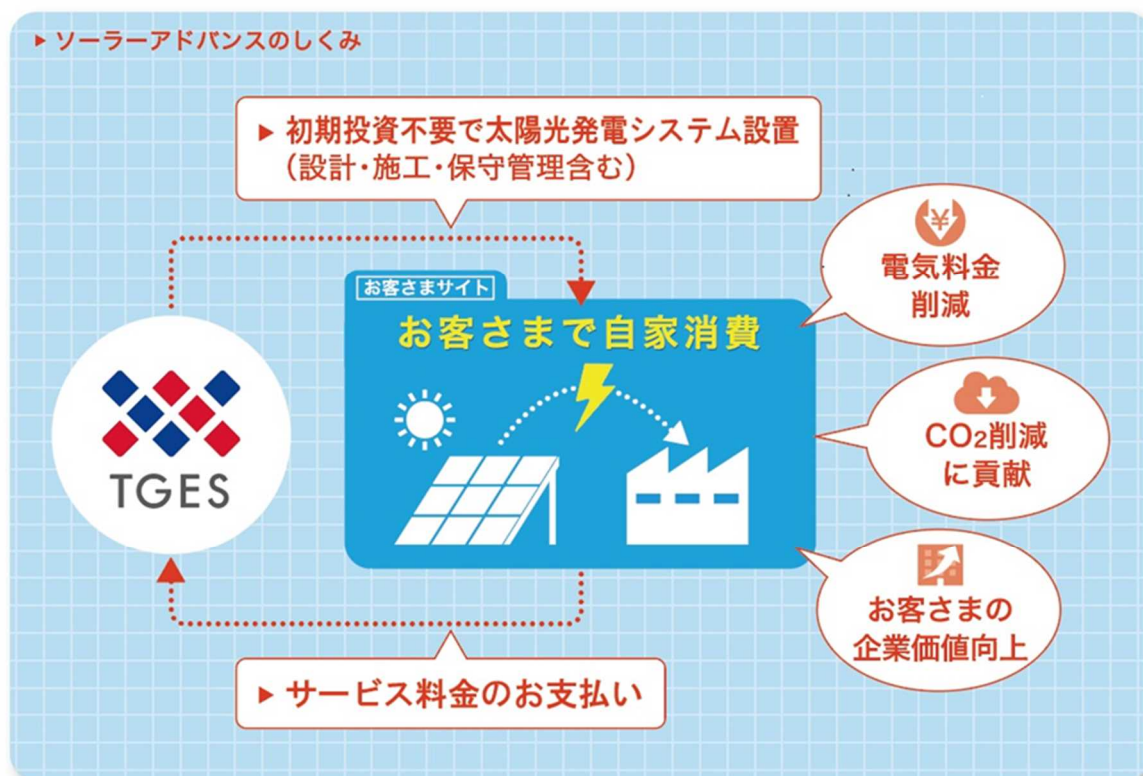 ▶ ソーラーアドバンスのしくみ
▶ 初期投資不要で太陽光発電システム設置
(設計・施工・保守管理含む)
お客さまサイト
お客さまで自家消費
TGES
¥
電気料金
削減
CO2削減
に貢献
お客さまの
企業価値向上
▶ サービス料金のお支払い